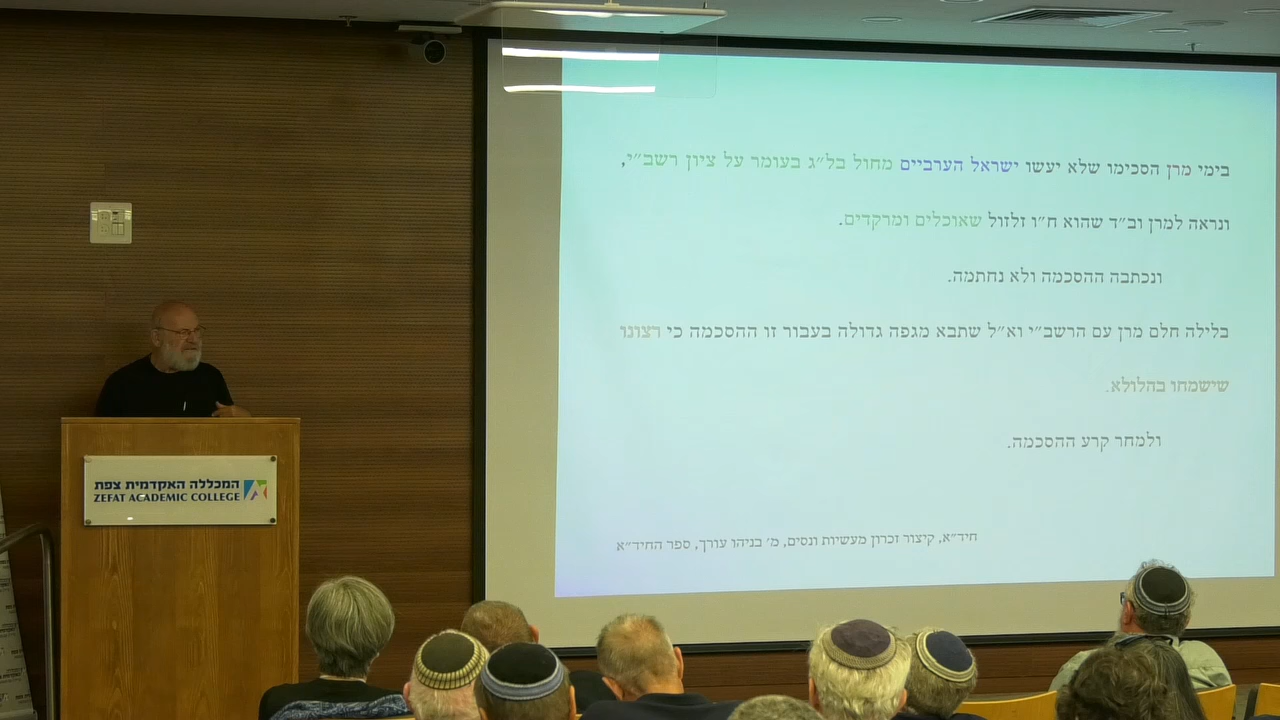 בימי מרן הסכימו שלא יעשו ישראל הערביים מחול בל״ג בעומר על ציון רשב״י,
ונראה למרן וב״ד שהוא ח״ו זלזול שאוכלים ומרקדים.
ונכתבה ההסכמה ולא נחתמה.
בלילה חלם מרן עם הרשב״י וא״ל שתבא מגפה גדולה בעבור זו ההסכמה כי רצונו
שישמחו בהלולא.
ולמחר קרע ההסכמה.
חיד״א, קיצור זכרון מעשיות ונסים, מ׳ בניהו עורך, ספר החיד״א
המכללה האקדמית צפת
ZEFAT ACADEMIC COLLEGE